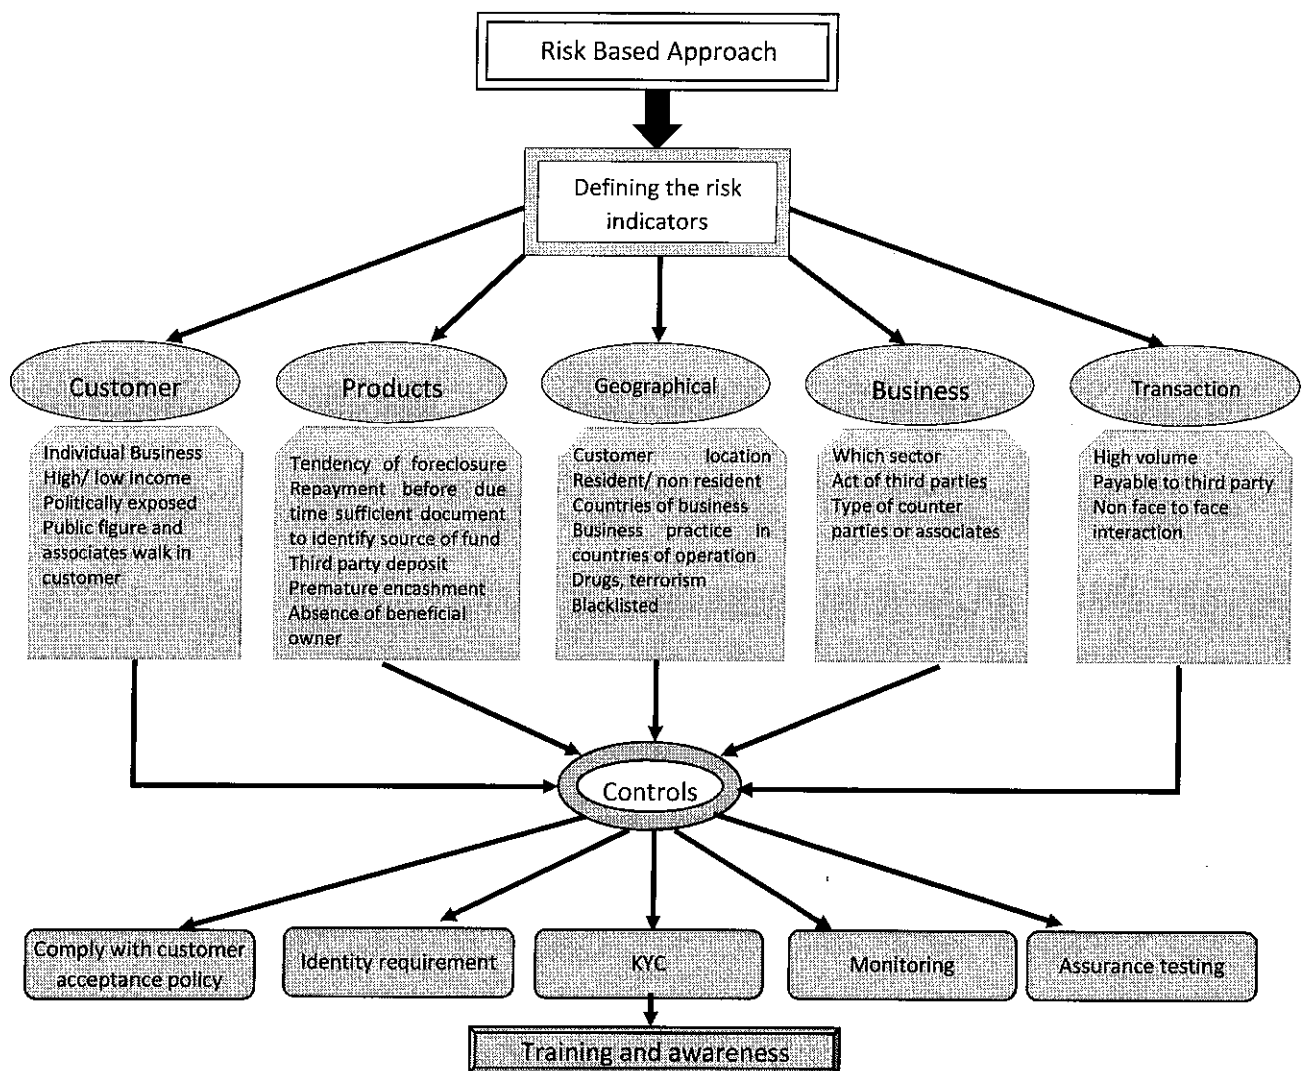 Risk Based Approach
Defining the risk
indicators
Customer
Products
Geographical
Business
Transaction
Individual Business
High/ low income
Politically exposed
Public figure and
associates walk in
customer
Tendency of foreclosure
Repayment before due
time sufficient document
to identify source of fund
Third party deposit
Premature encashment
Absence of beneficial
owner
Customer location
Resident/ non resident
Countries of business
Business practice in
countries of operation
Drugs, terrorism
Blacklisted
Which sector
Act of third parties
Type of counter
parties or associates
High volume
Payable to third party
Non face to face
interaction
Controls
Comply with customer
acceptance policy
Identity requirement
KYC
Monitoring
Assurance testing
Training and awareness